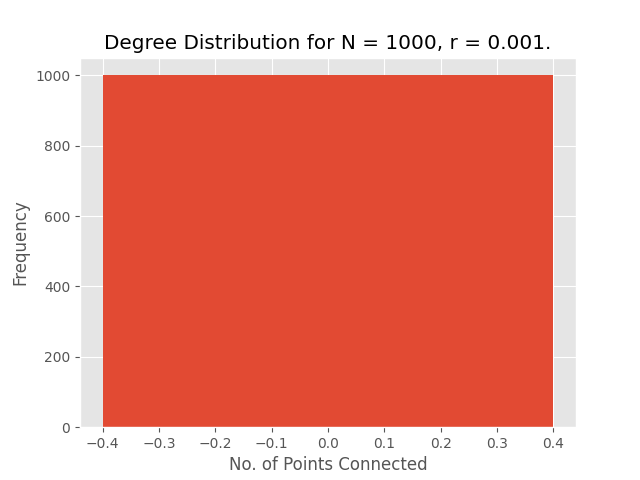 Degree Distribution for N = 1000, r = 0.001.
1000
800
600
400
200
0
Frequency
−0.4 −0.3 −0.2 −0.1 0.0 0.1 0.2 0.3 0.4
No. of Points Connected